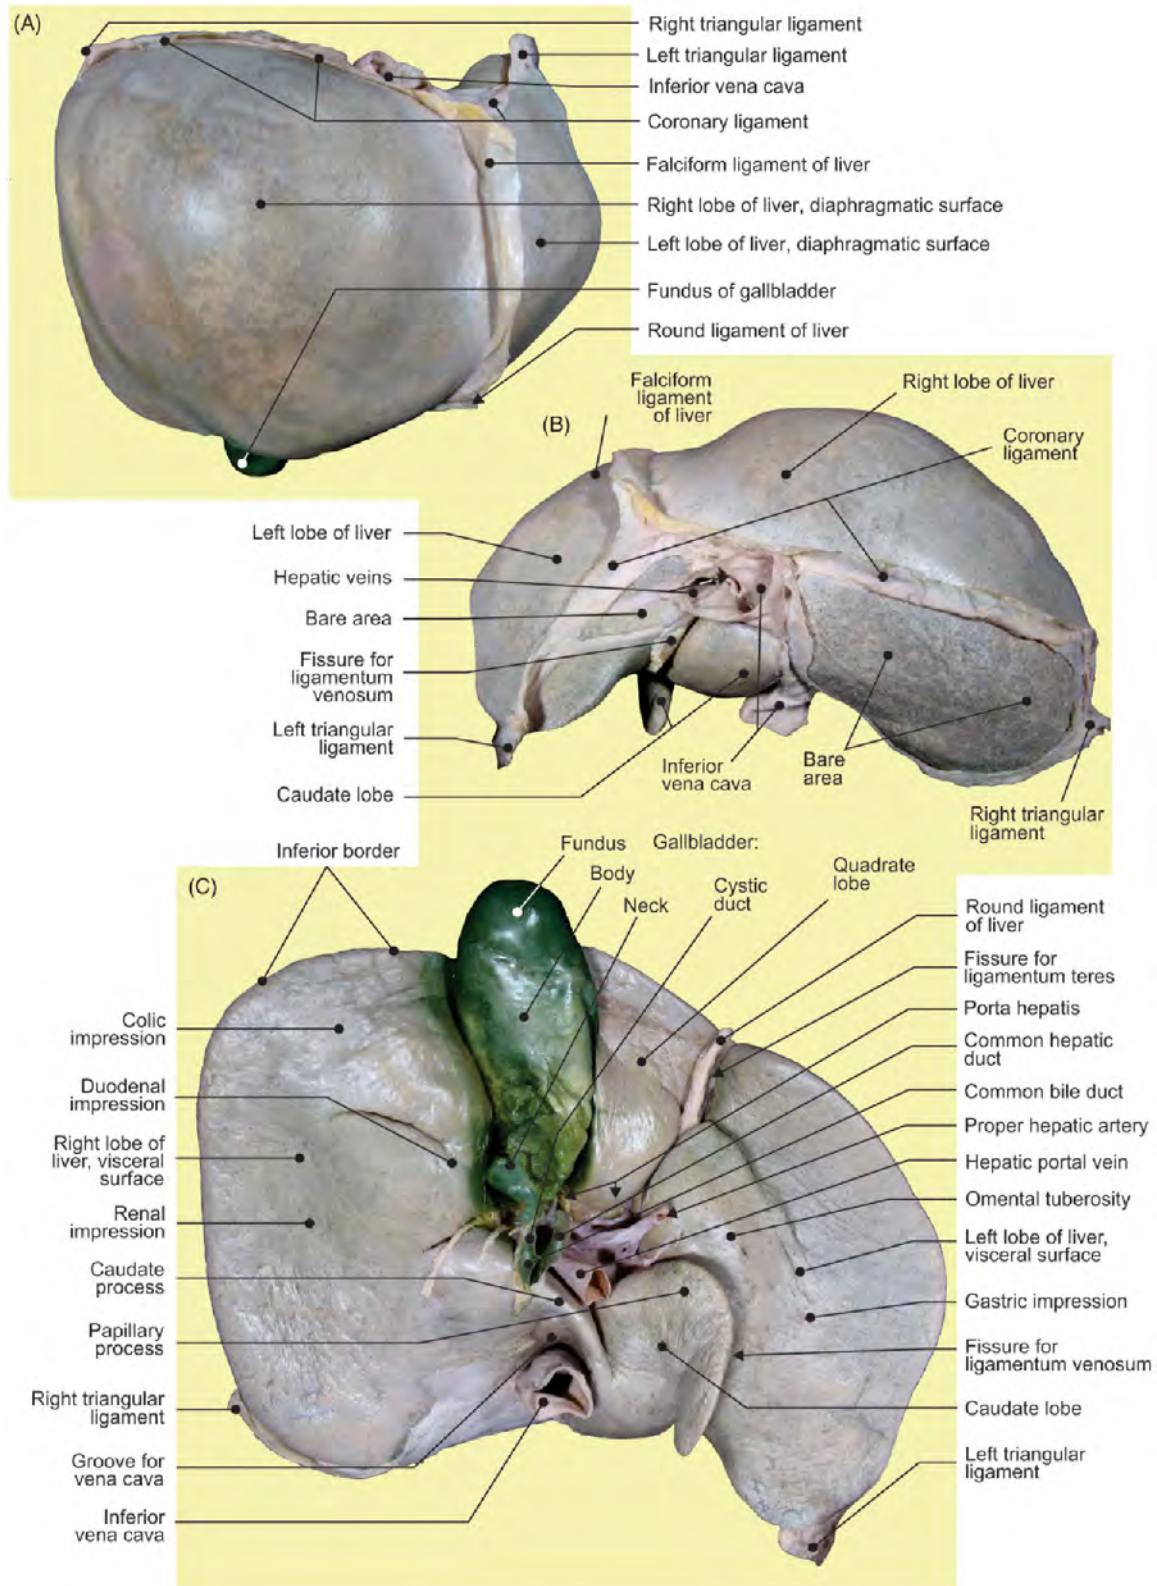 (A)
Right triangular ligament
Left triangular ligament
Inferior vena cava
Coronary ligament
Falciform ligament of liver
Right lobe of liver, diaphragmatic surface
Left lobe of liver, diaphragmatic surface
Fundus of gallbladder
Round ligament of liver
(B)
Falciform
ligament
of liver
Right lobe of liver
Coronary
ligament
Left lobe of liver
Hepatic veins
Bare area
Fissure for
ligamentum
venosum
Left triangular
ligament
Caudate lobe
Inferior
vena cava
Bare
area
Right triangular
ligament
(C)
Inferior border
Fundus
Gallbladder:
Body
Neck
Cystic
duct
Quadrate
lobe
Round ligament
of liver
Fissure for
ligamentum teres
Porta hepatis
Common hepatic
duct
Common bile duct
Proper hepatic artery
Hepatic portal vein
Omental tuberosity
Left lobe of liver,
visceral surface
Gastric impression
Fissure for
ligamentum venosum
Caudate lobe
Left triangular
ligament
Colic
impression
Duodenal
impression
Right lobe of
liver, visceral
surface
Renal
impression
Caudate
process
Papillary
process
Right triangular
ligament
Groove for
vena cava
Inferior
vena cava